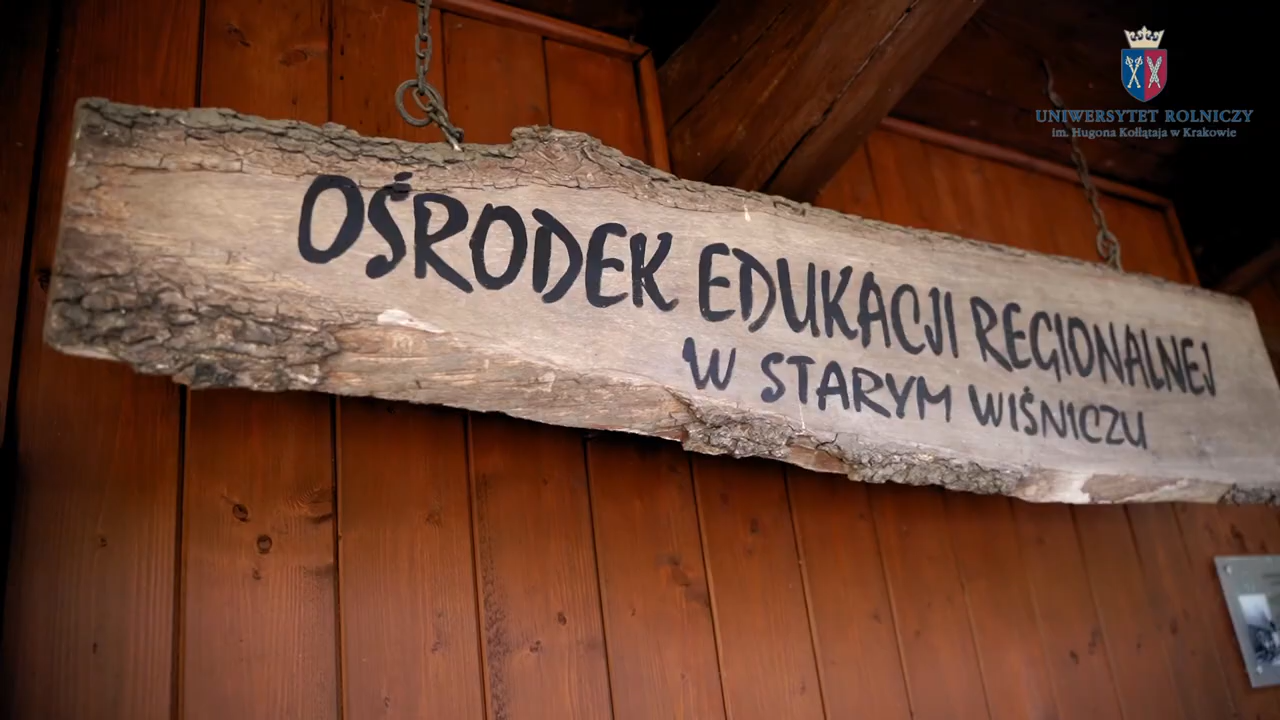 UNIWERSYTET ROLNICZY
im. Hugona Kołłątaja w Krakowie
OŚRODEK EDUKACJI REGIONALNEJ
W STARYM WIŚNICZU